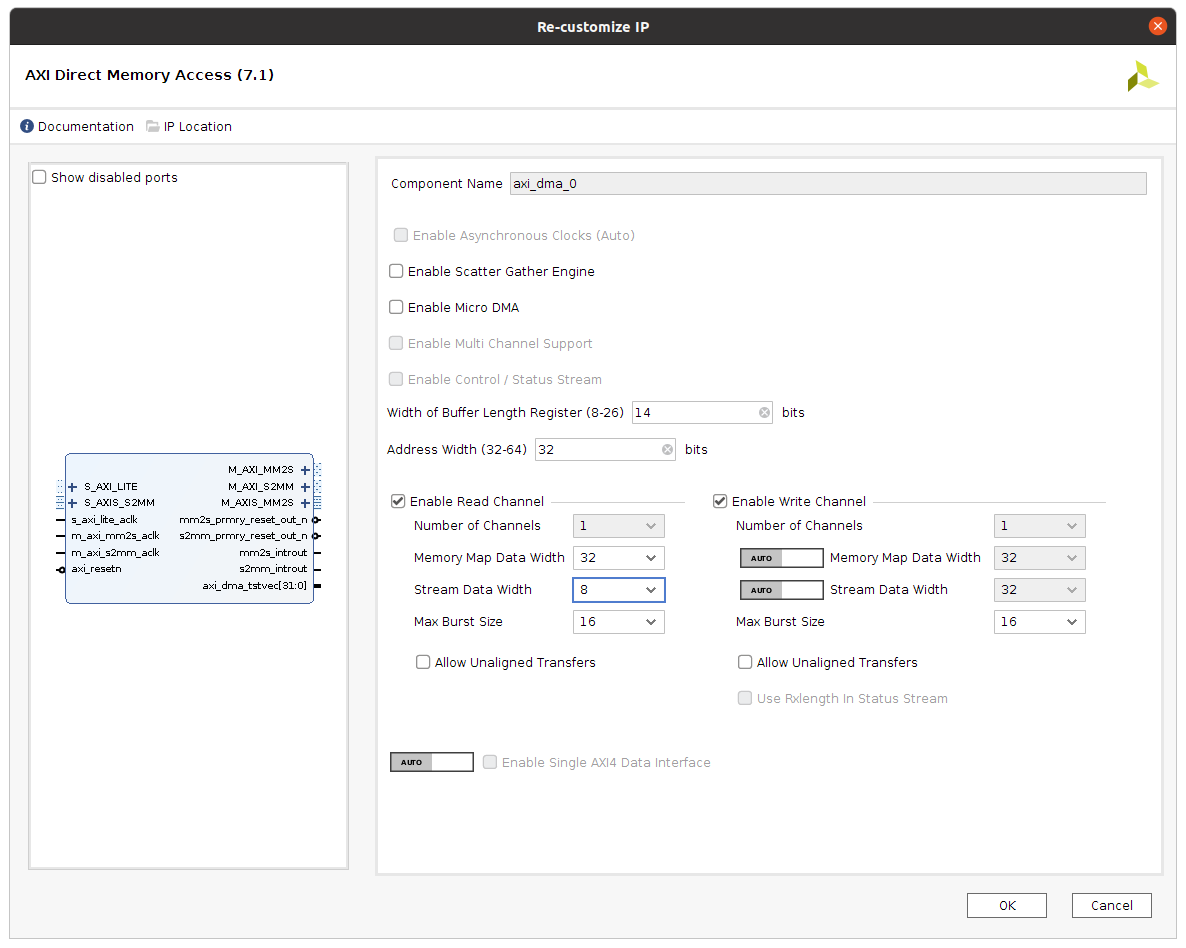 Re-customize IP
AXI Direct Memory Access (7.1)
Documentation IP Location
Show disabled ports
M_AXI_MM2S
S_AXI_LITE M_AXI_S2MM
S_AXIS_S2MM M_AXIS_MM2S
s_axi_lite_aclk mm2s_prmry_reset_out_n
m_axi_mm2s_aclk s2mm_prmry_reset_out_n
m_axi_s2mm_aclk mm2s_introut
axi_resetn s2mm_introut
axi_dma_tstvec[31:0]
Component Name axi_dma_0
Enable Asynchronous Clocks (Auto)
Enable Scatter Gather Engine
Enable Micro DMA
Enable Multi Channel Support
Enable Control / Status Stream
Width of Buffer Length Register (8-26) 14 bits
Address Width (32-64) 32 bits
Enable Read Channel
Number of Channels 1
Memory Map Data Width 32
Stream Data Width 8
Max Burst Size 16
Allow Unaligned Transfers
Enable Write Channel
Number of Channels 1
AUTO Memory Map Data Width 32
AUTO Stream Data Width 32
Max Burst Size 16
Allow Unaligned Transfers
Use Rxlength In Status Stream
AUTO Enable Single AXI4 Data Interface
OK Cancel